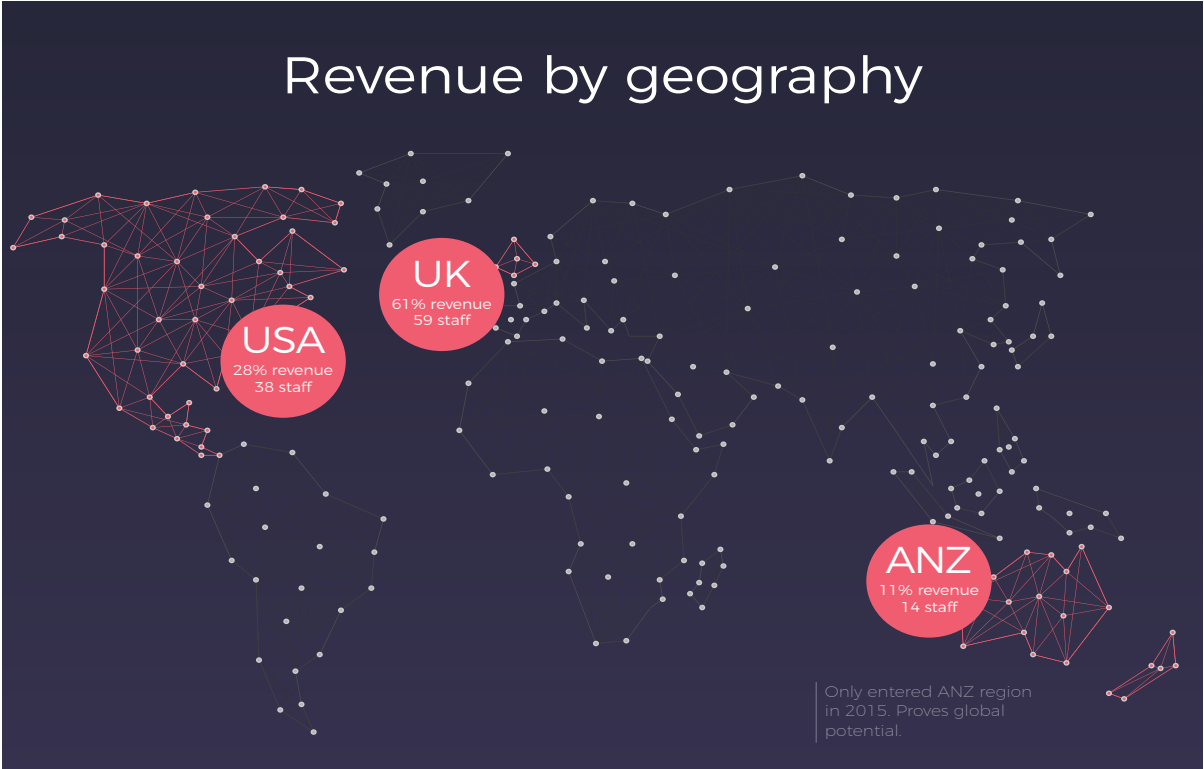 Revenue by geography
UK
61% revenue
59 staff
USA
28% revenue
38 staff
ANZ
11% revenue
14 staff
Only entered ANZ region
in 2015. Proves global
potential.